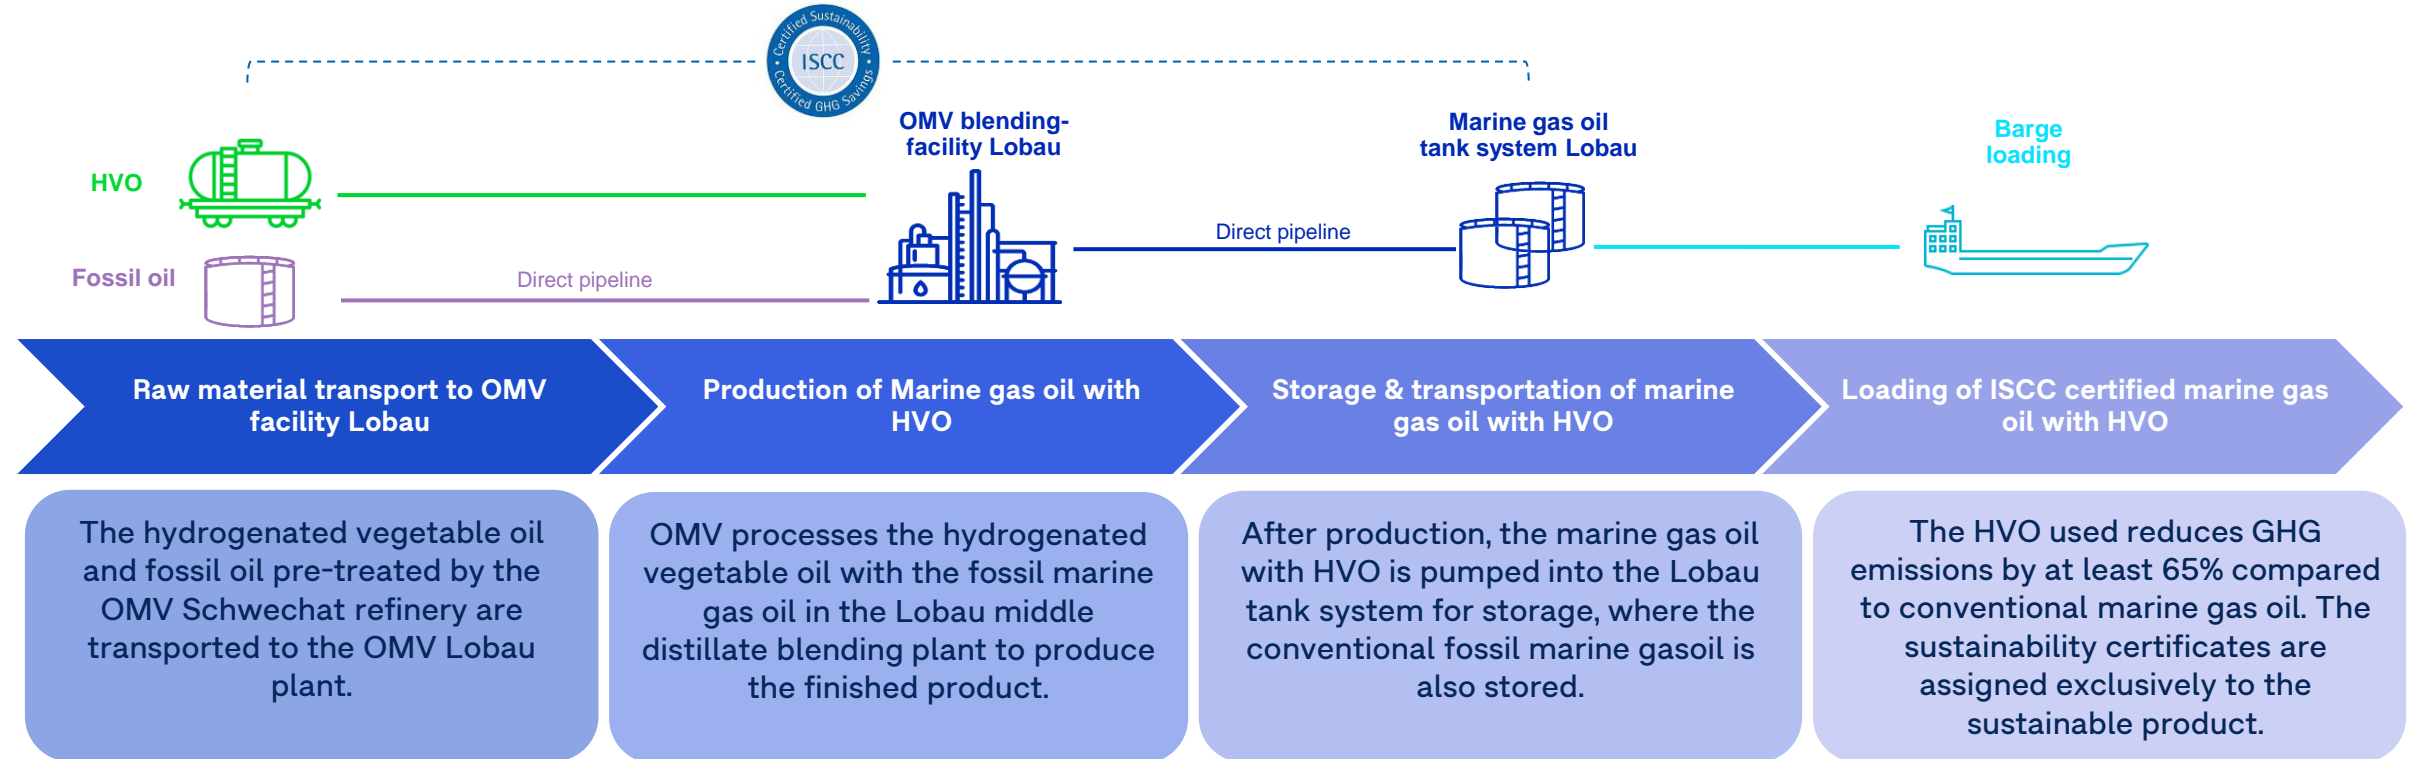 Certified Sustainability
ISCC
Certified GHG Savings
OMV blending-
facility Lobau
Marine gas oil
tank system Lobau
Barge
loading
HVO
Fossil oil
Direct pipeline
Direct pipeline
Raw material transport to OMV
facility Lobau
Production of Marine gas oil with
HVO
Storage & transportation of marine
gas oil with HVO
Loading of ISCC certified marine gas
oil with HVO
The hydrogenated vegetable oil
and fossil oil pre-treated by the
OMV Schwechat refinery are
transported to the OMV Lobau
plant.
OMV processes the hydrogenated
vegetable oil with the fossil marine
gas oil in the Lobau middle
distillate blending plant to produce
the finished product.
After production, the marine gas oil
with HVO is pumped into the Lobau
tank system for storage, where the
conventional fossil marine gasoil is
also stored.
The HVO used reduces GHG
emissions by at least 65% compared
to conventional marine gas oil. The
sustainability certificates are
assigned exclusively to the
sustainable product.